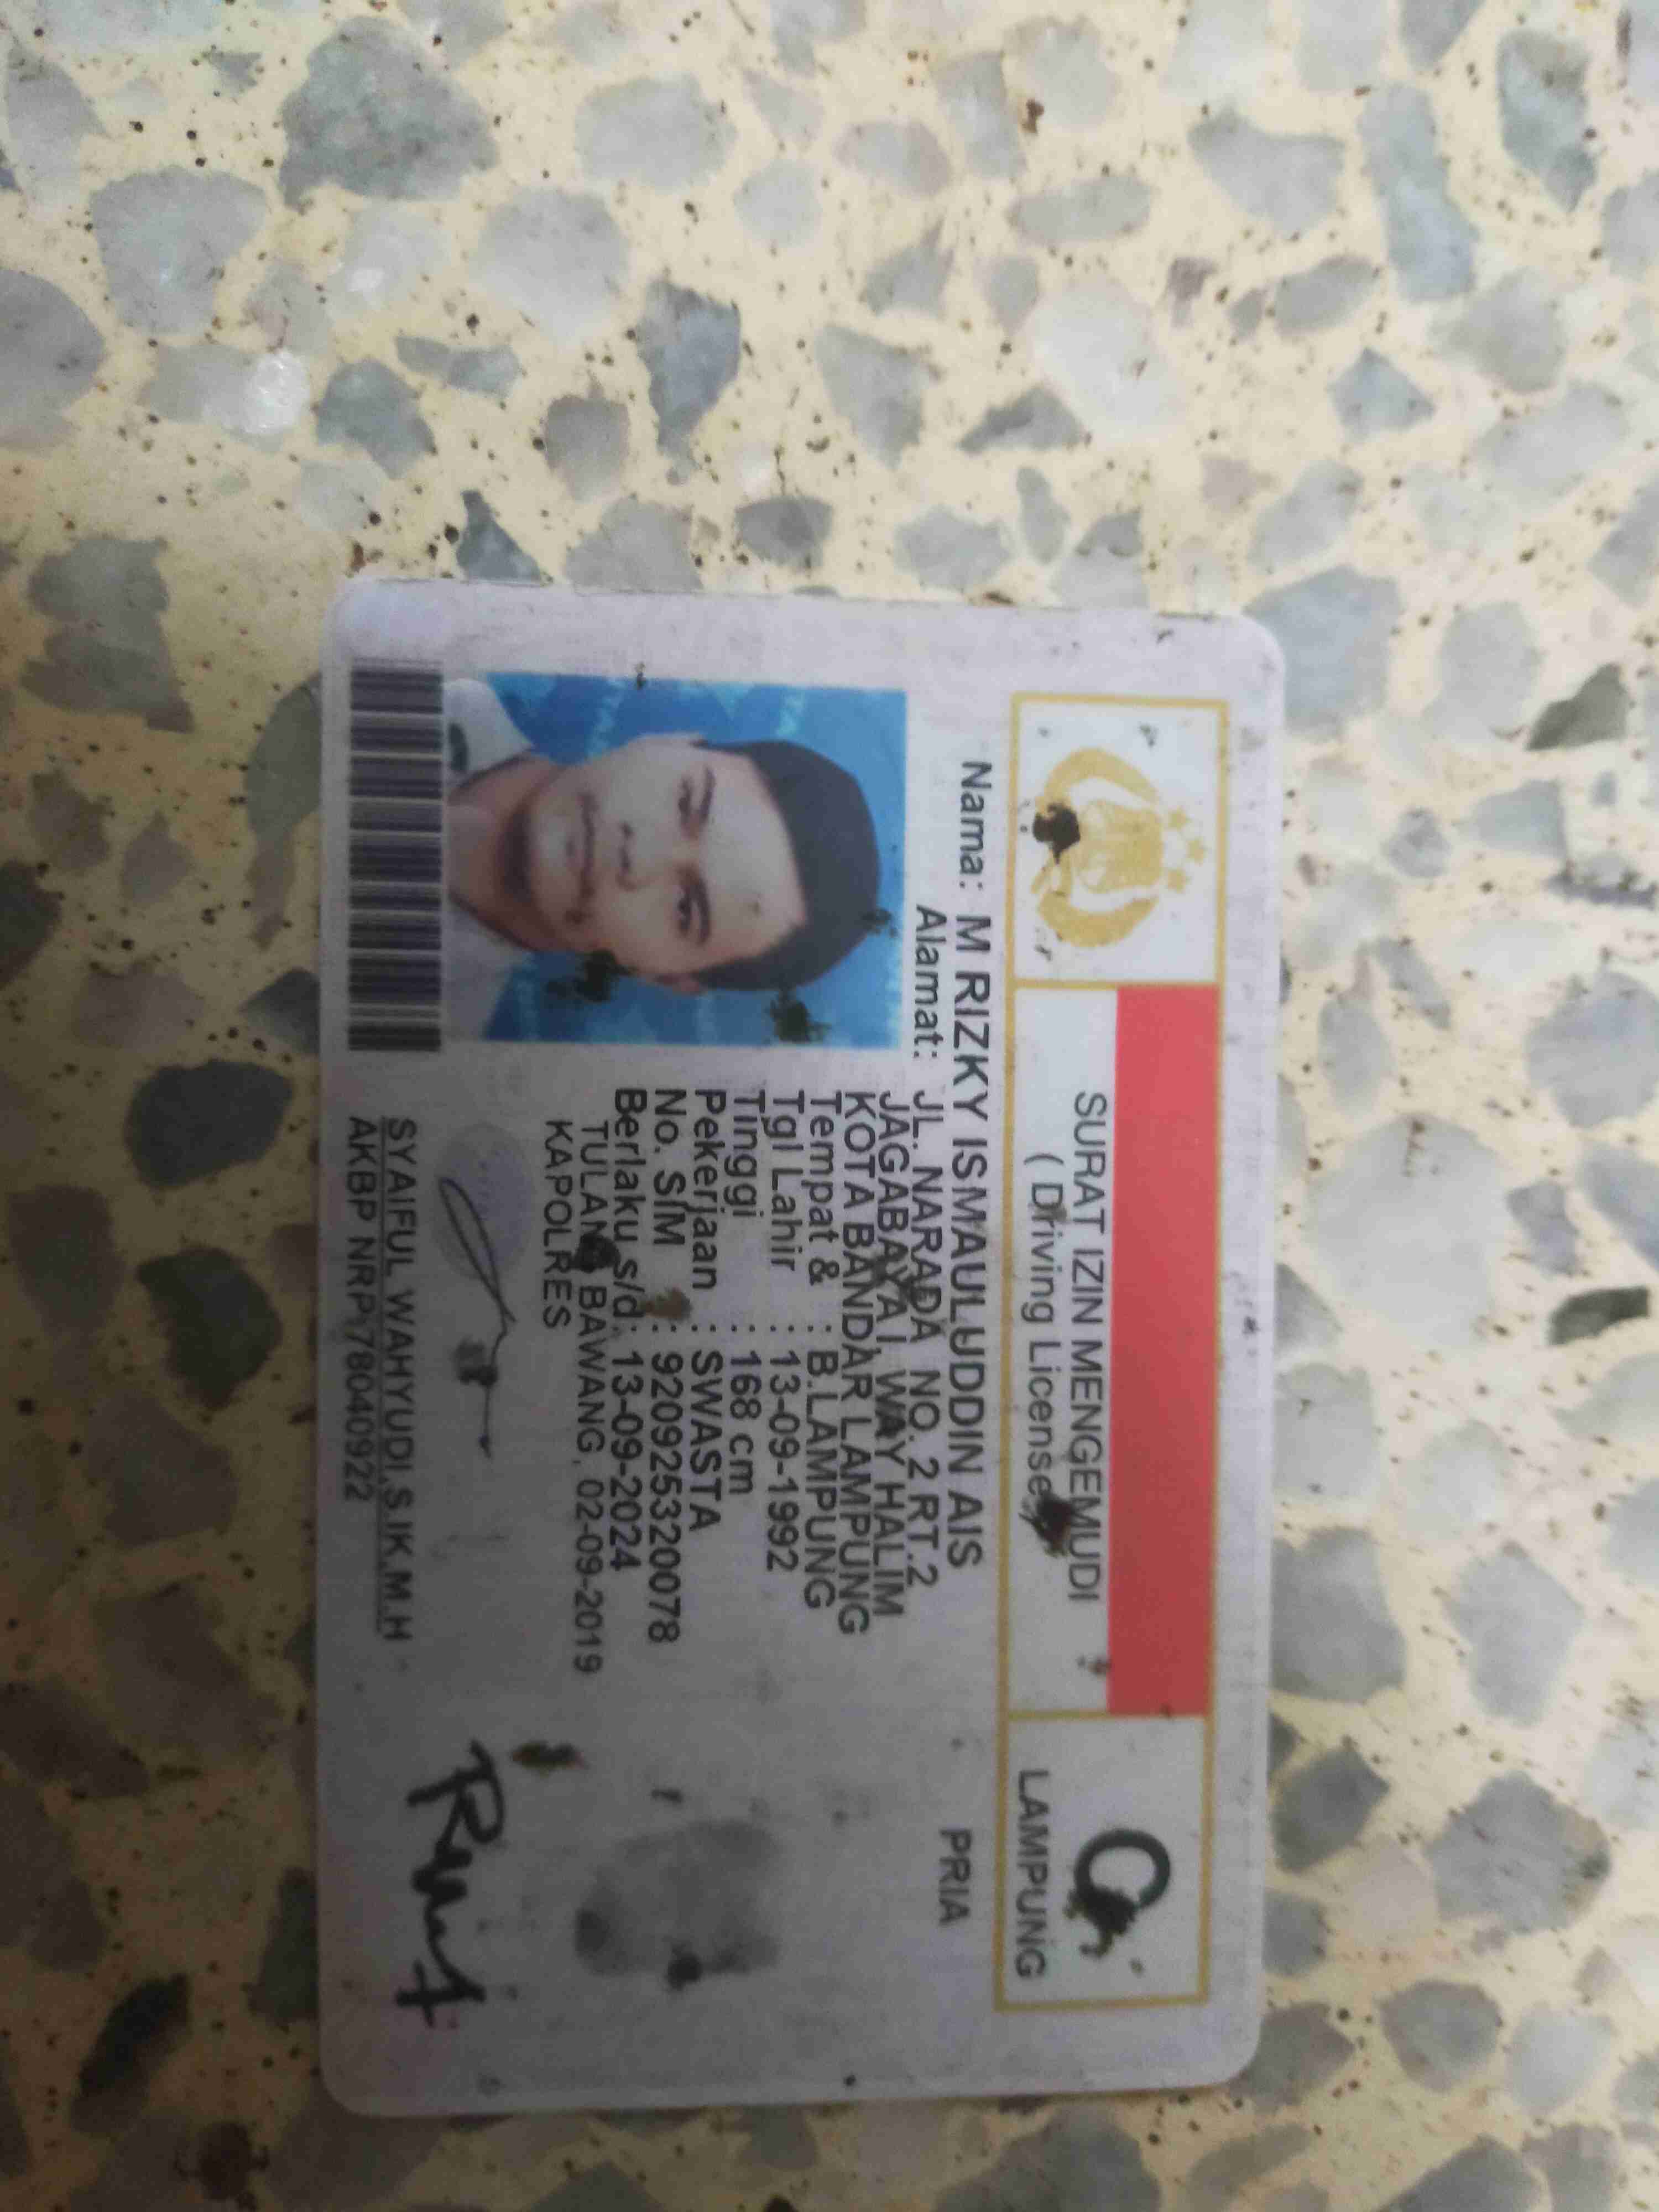 SURAT IZIN MENGEMUDI
( Driving License )
C
LAMPUNG
Nama: M RIZKY ISMAULUDDIN AIS
PRIA
Alamat: JL. NARADA NO. 2 RT.2
JAGABAYA I, WAY HALIM
KOTA BANDAR LAMPUNG
Tempat & : B.LAMPUNG
Tgl Lahir : 13-09-1992
Tinggi : 168 cm
Pekerjaan : SWASTA
No. SIM : 920925320078
Berlaku s/d : 13-09-2024
TULANG BAWANG, 02-09-2019
KAPOLRES
SYAIFUL WAHYUDI,S.IK.M.H
AKBP NRP.78040922